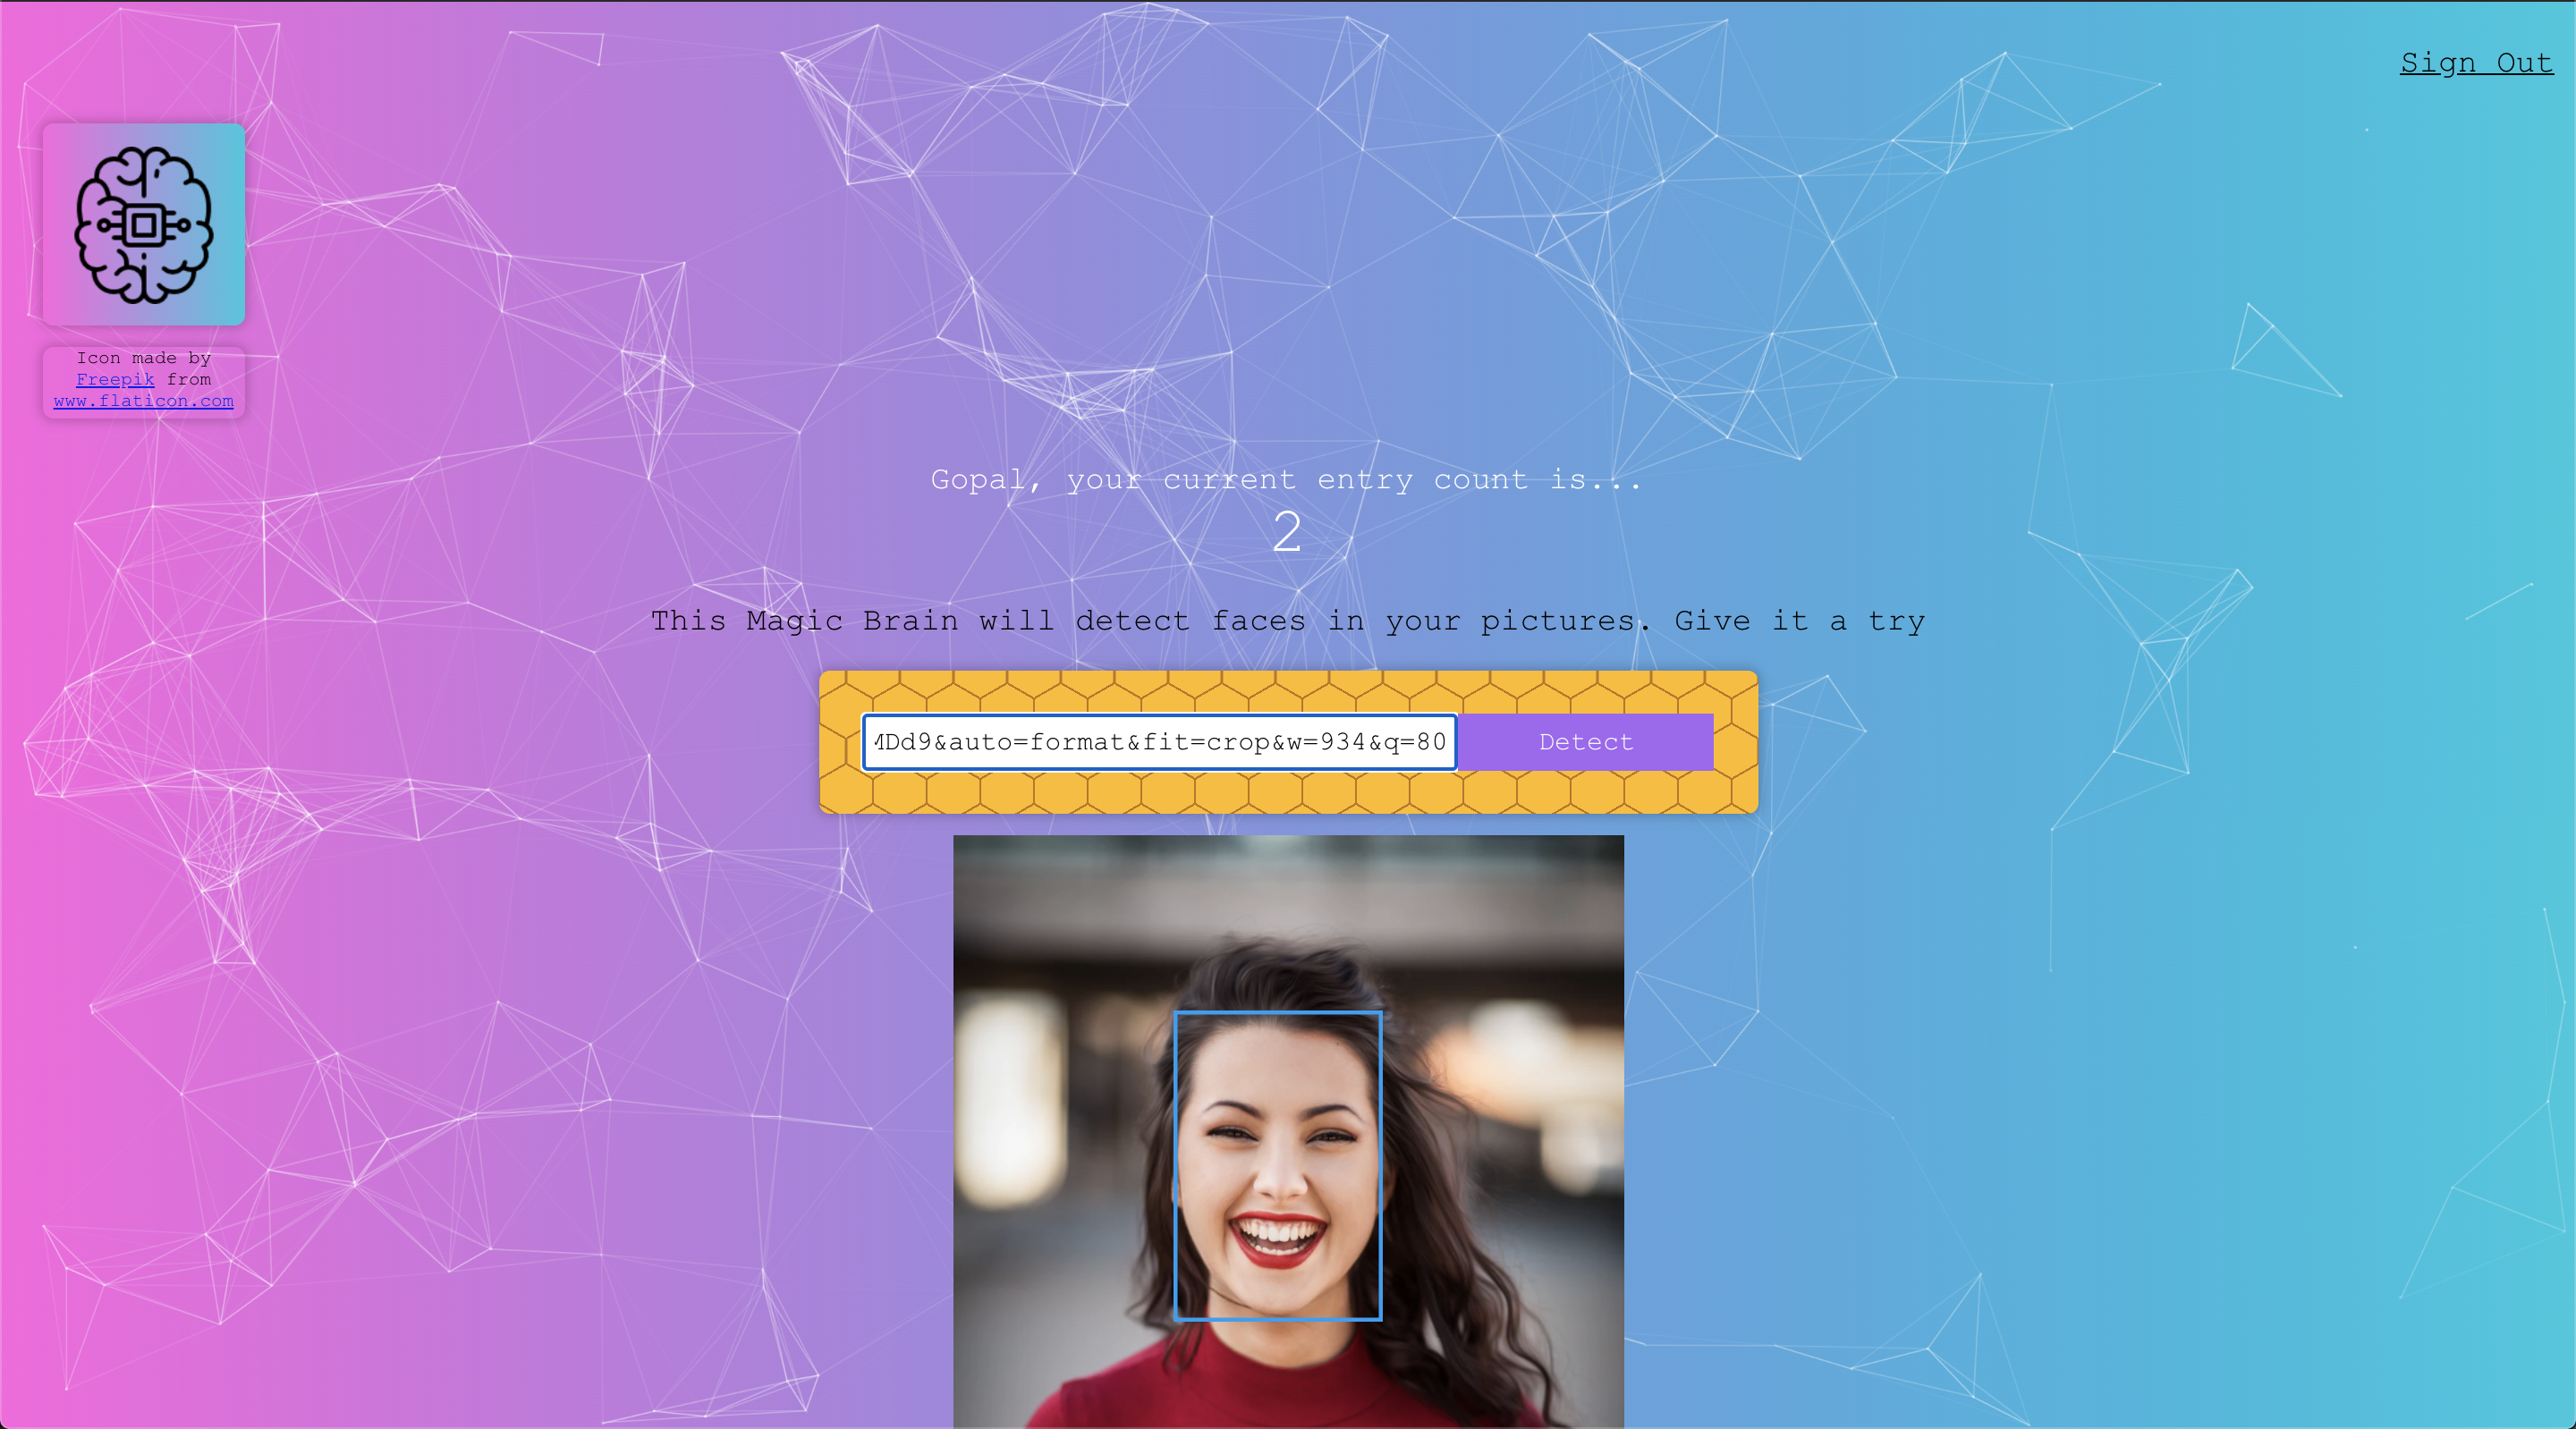 Sign Out
Icon made by
Freepik from
www.flaticon.com
Gopal, your current entry count is...
2
This Magic Brain will detect faces in your pictures. Give it a try
MDd9&auto=format&fit=crop&w=934&q=80
Detect